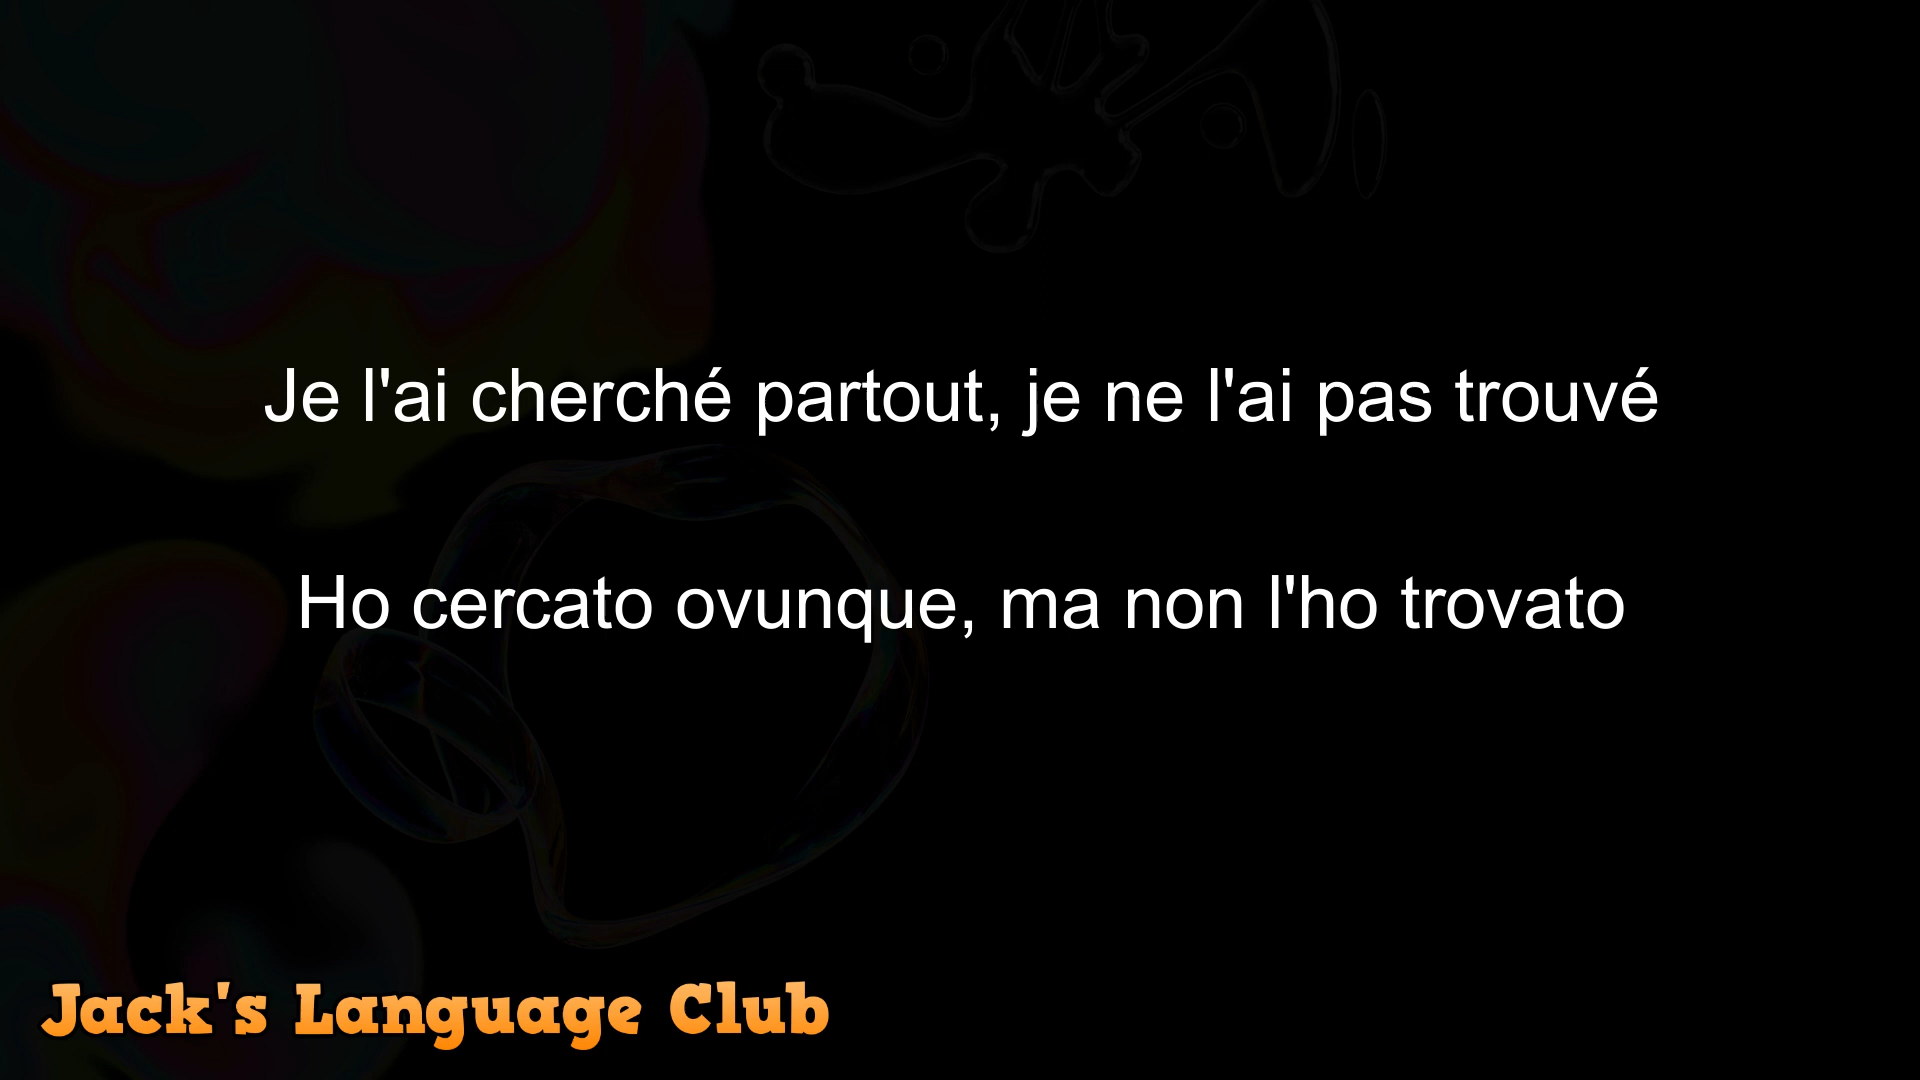 Je l'ai cherché partout, je ne l'ai pas trouvé
Ho cercato ovunque, ma non l'ho trovato
Jack's Language Club